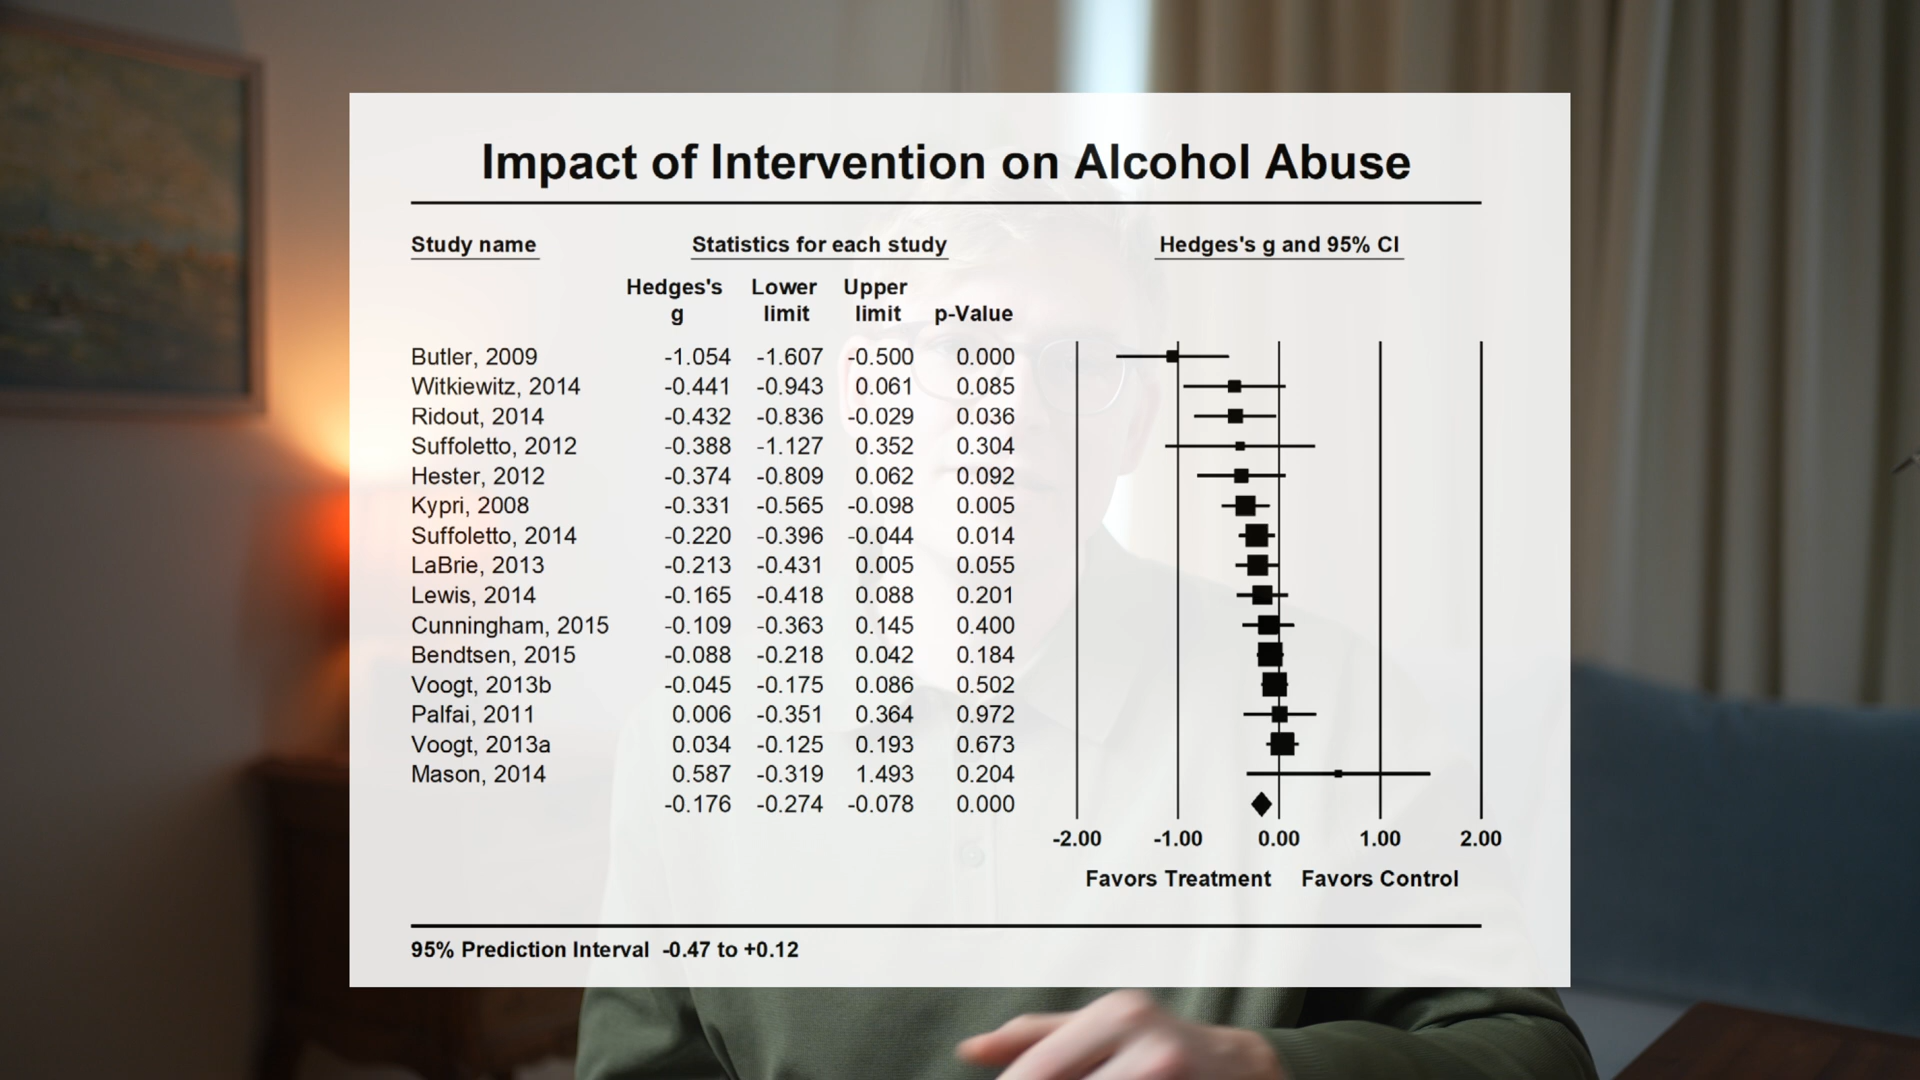 Impact of Intervention on Alcohol Abuse
Study name Statistics for each study Hedges's g and 95% CI
Hedges's g Lower limit Upper limit p-Value
Butler, 2009 -1.054 -1.607 -0.500 0.000
Witkiewitz, 2014 -0.441 -0.943 0.061 0.085
Ridout, 2014 -0.432 -0.836 -0.029 0.036
Suffoletto, 2012 -0.388 -1.127 0.352 0.304
Hester, 2012 -0.374 -0.809 0.062 0.092
Kypri, 2008 -0.331 -0.565 -0.098 0.005
Suffoletto, 2014 -0.220 -0.396 -0.044 0.014
LaBrie, 2013 -0.213 -0.431 0.005 0.055
Lewis, 2014 -0.165 -0.418 0.088 0.201
Cunningham, 2015 -0.109 -0.363 0.145 0.400
Bendtsen, 2015 -0.088 -0.218 0.042 0.184
Voogt, 2013b -0.045 -0.175 0.086 0.502
Palfai, 2011 0.006 -0.351 0.364 0.972
Voogt, 2013a 0.034 -0.125 0.193 0.673
Mason, 2014 0.587 -0.319 1.493 0.204
-0.176 -0.274 -0.078 0.000
-2.00 -1.00 0.00 1.00 2.00
Favors Treatment Favors Control
95% Prediction Interval -0.47 to +0.12